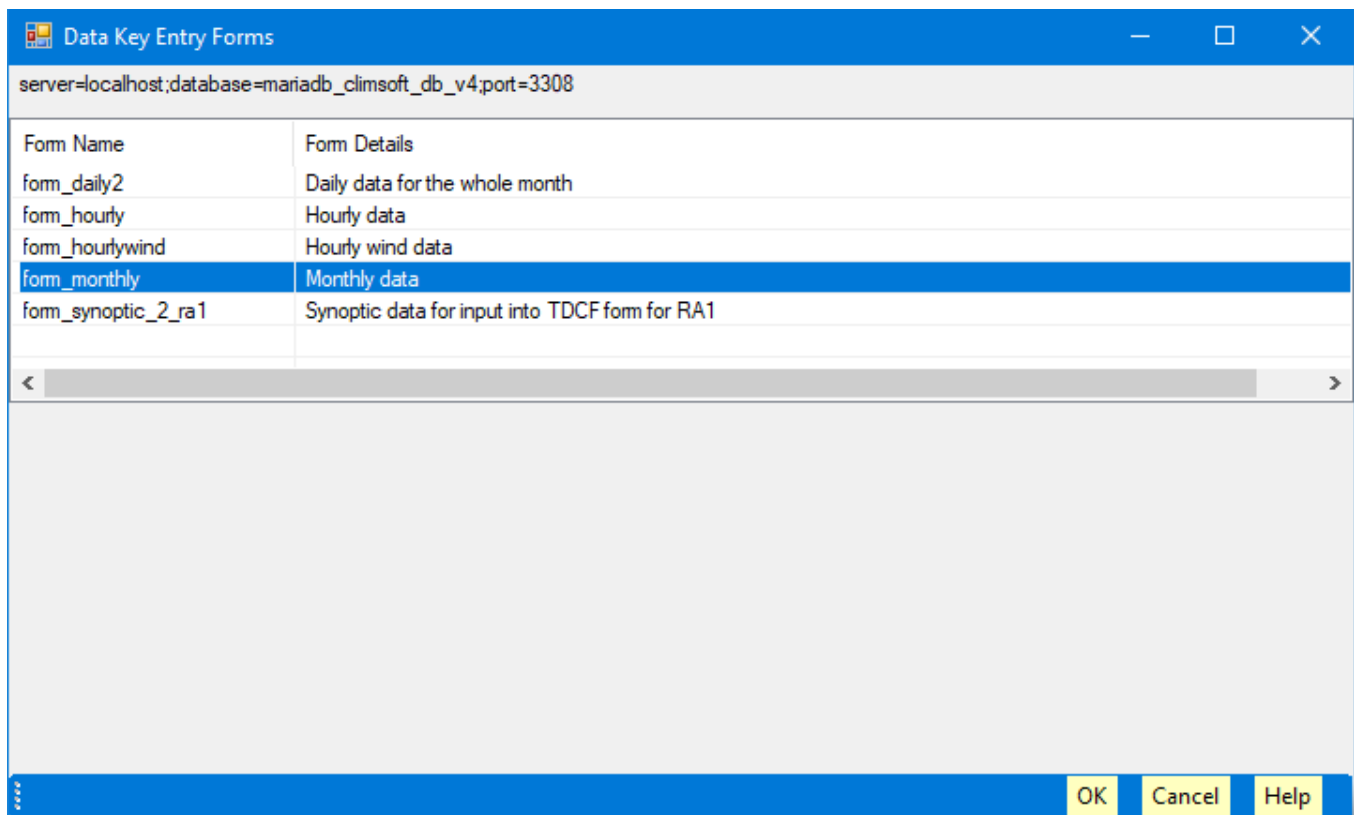 Data Key Entry Forms
server=localhost;database=mariadb_climsoft_db_v4;port=3308
Form Name Form Details
form_daily2 Daily data for the whole month
form_hourly Hourly data
form_hourlywind Hourly wind data
form_monthly Monthly data
form_synoptic_2_ra1 Synoptic data for input into TDCF form for RA1
OK Cancel Help